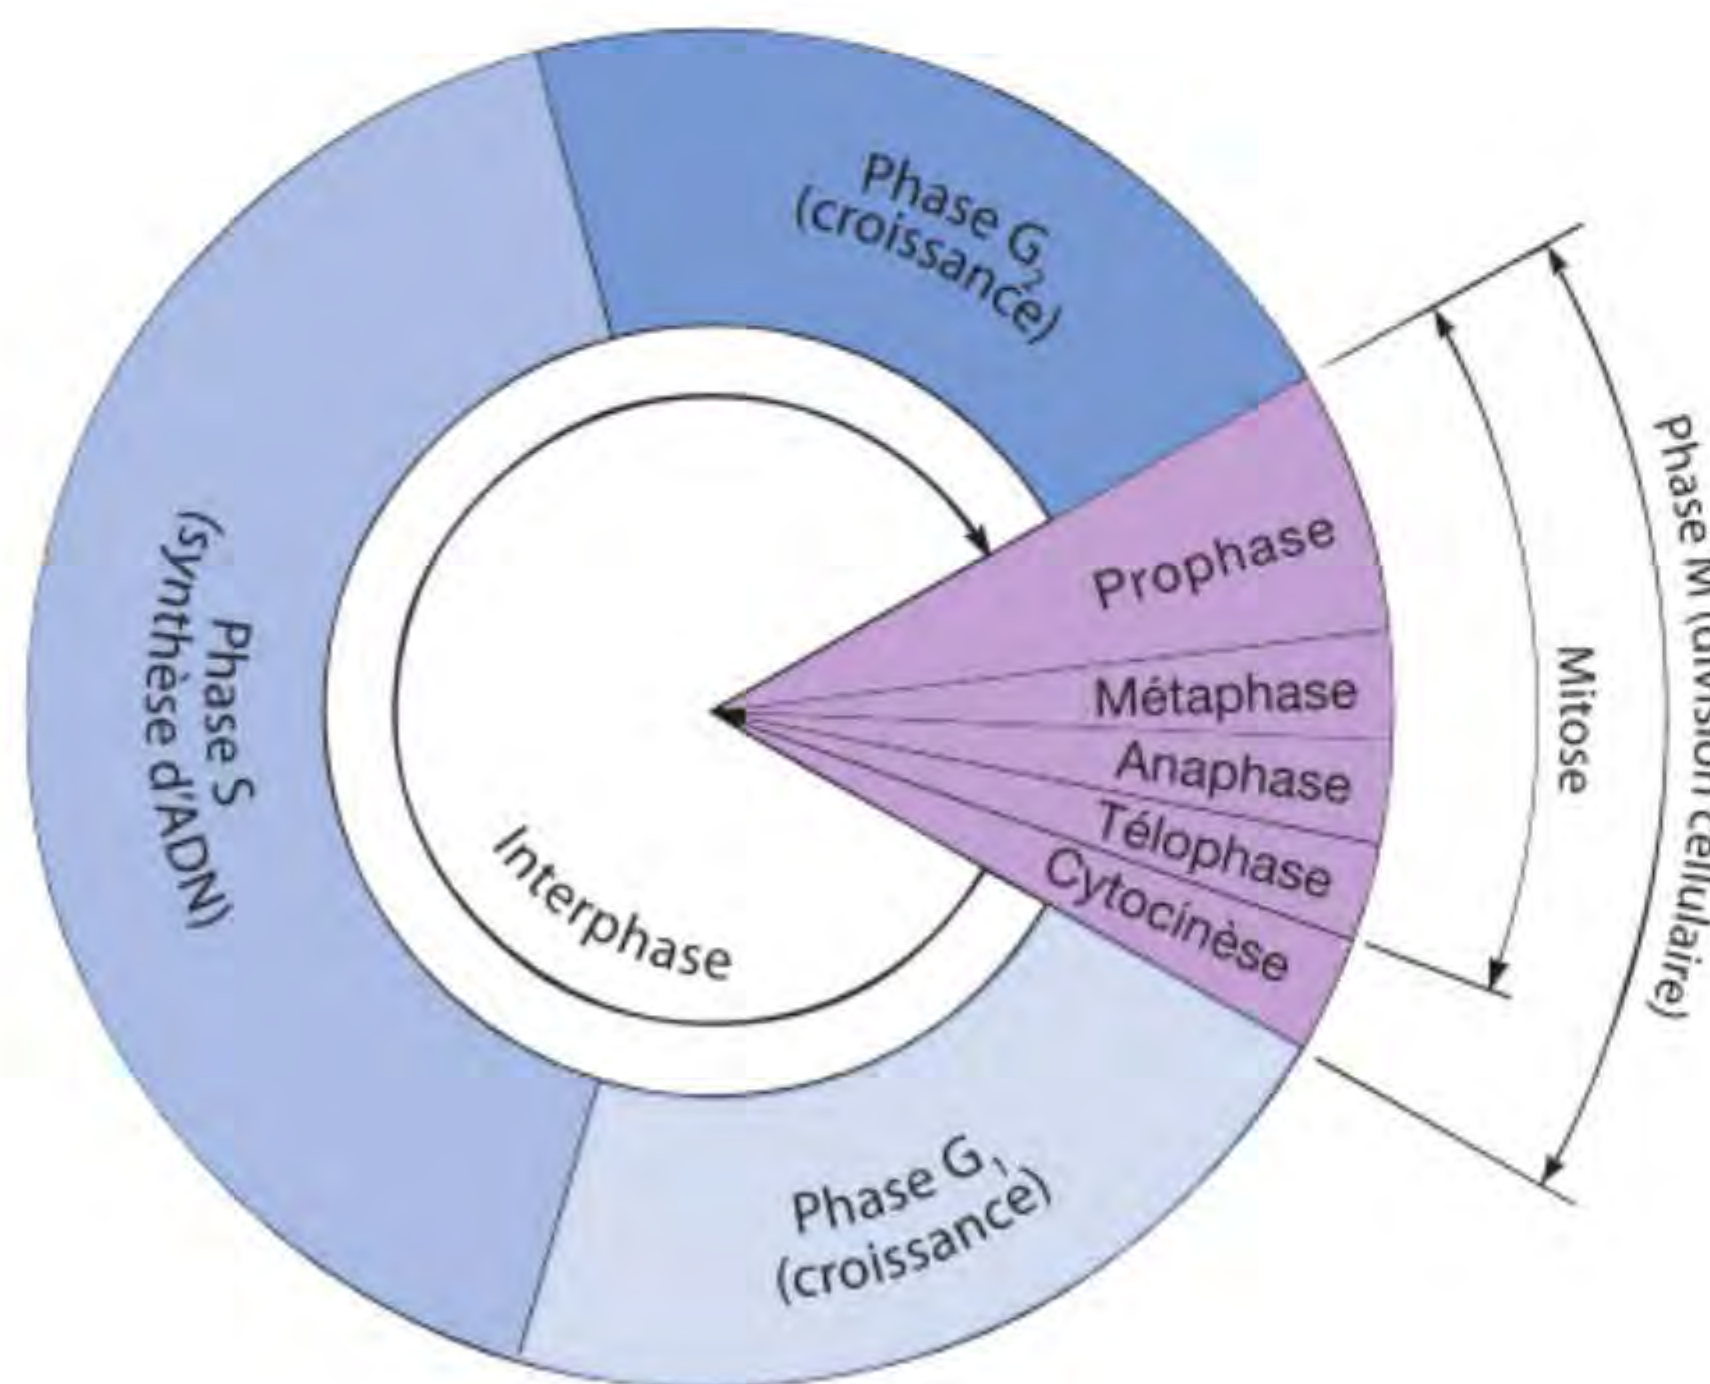 Phase G2
(croissance)
Prophase
Métaphase
Anaphase
Télophase
Cytocinèse
Mitose
Phase M (division cellulaire)
Phase S
(synthèse d'ADN)
Interphase
Phase G1
(croissance)